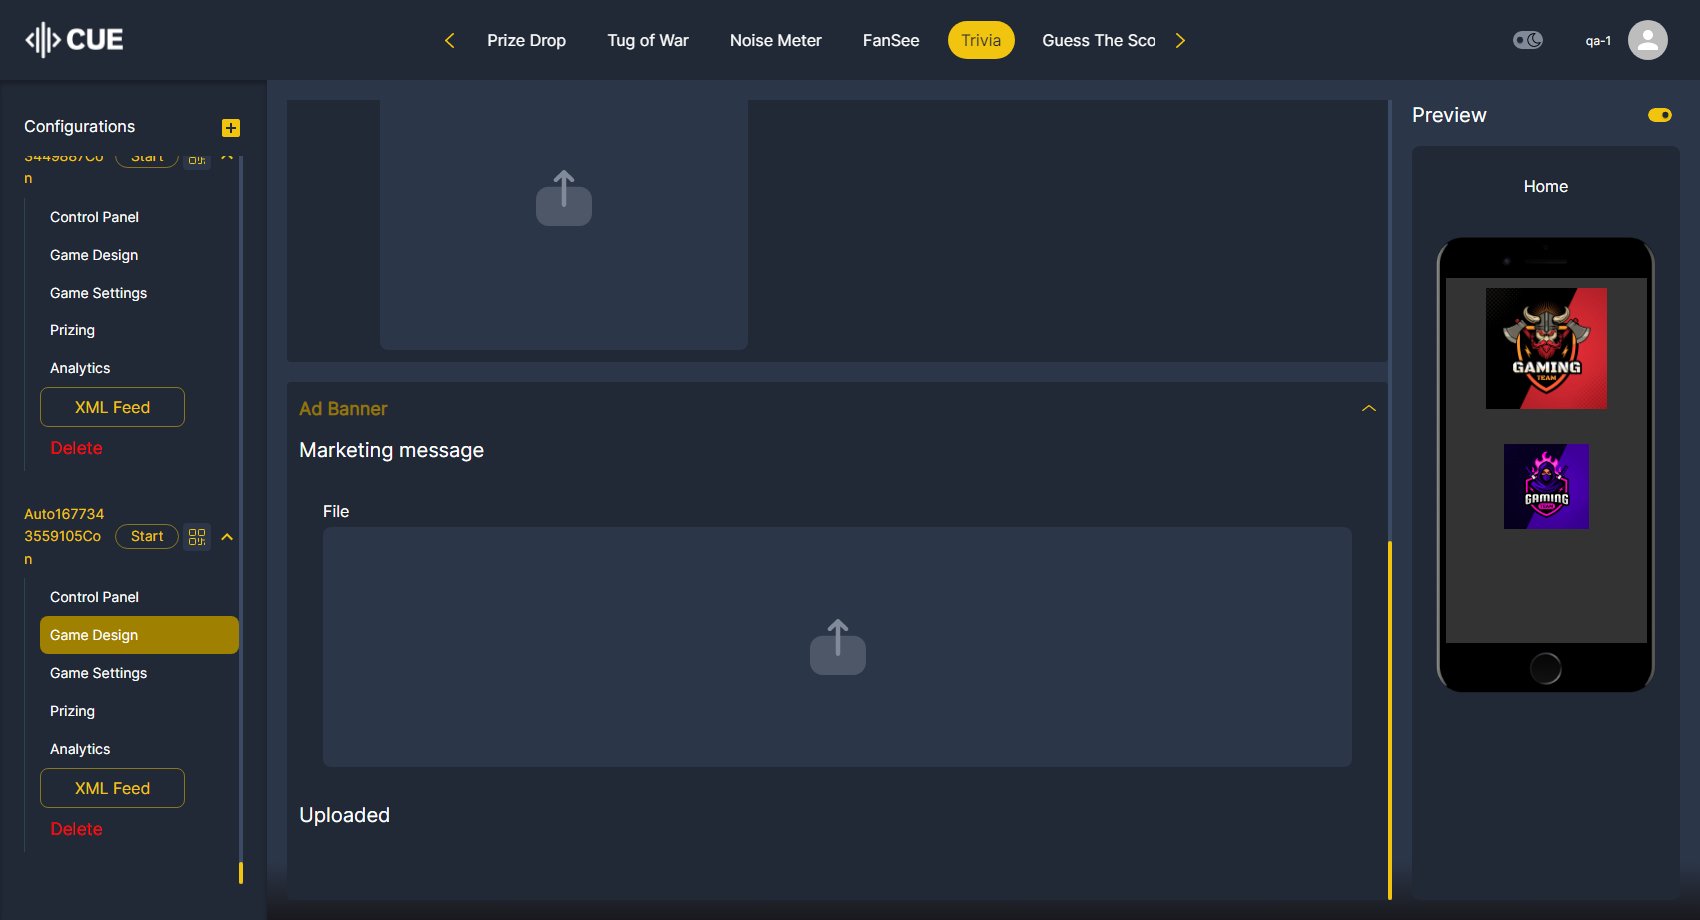 CUE
Prize Drop
Tug of War
Noise Meter
FanSee
Trivia
Guess The Sco
qa-1
Configurations
3449887Co
n
Start
Control Panel
Game Design
Game Settings
Prizing
Analytics
XML Feed
Delete
Auto167734
3559105Co
n
Start
Control Panel
Game Design
Game Settings
Prizing
Analytics
XML Feed
Delete
Ad Banner
Marketing message
File
Uploaded
Preview
Home
GAMING
TEAM
GAMING
TEAM